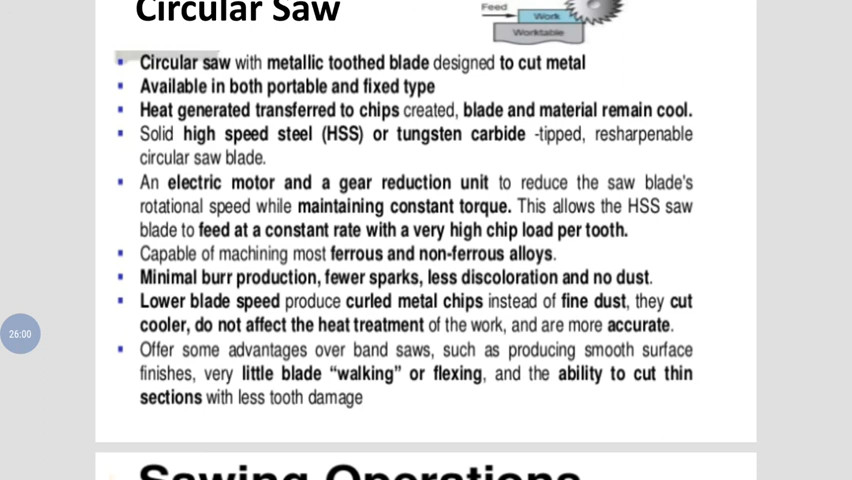 Circular Saw
Feed
Work
Worktable
▪ Circular saw with metallic toothed blade designed to cut metal
▪ Available in both portable and fixed type
▪ Heat generated transferred to chips created, blade and material remain cool.
▪ Solid high speed steel (HSS) or tungsten carbide -tipped, resharpenable
circular saw blade.
▪ An electric motor and a gear reduction unit to reduce the saw blade's
rotational speed while maintaining constant torque. This allows the HSS saw
blade to feed at a constant rate with a very high chip load per tooth.
▪ Capable of machining most ferrous and non-ferrous alloys.
▪ Minimal burr production, fewer sparks, less discoloration and no dust.
▪ Lower blade speed produce curled metal chips instead of fine dust, they cut
cooler, do not affect the heat treatment of the work, and are more accurate.
▪ Offer some advantages over band saws, such as producing smooth surface
finishes, very little blade “walking” or flexing, and the ability to cut thin
sections with less tooth damage
26:00
Sawing Operations